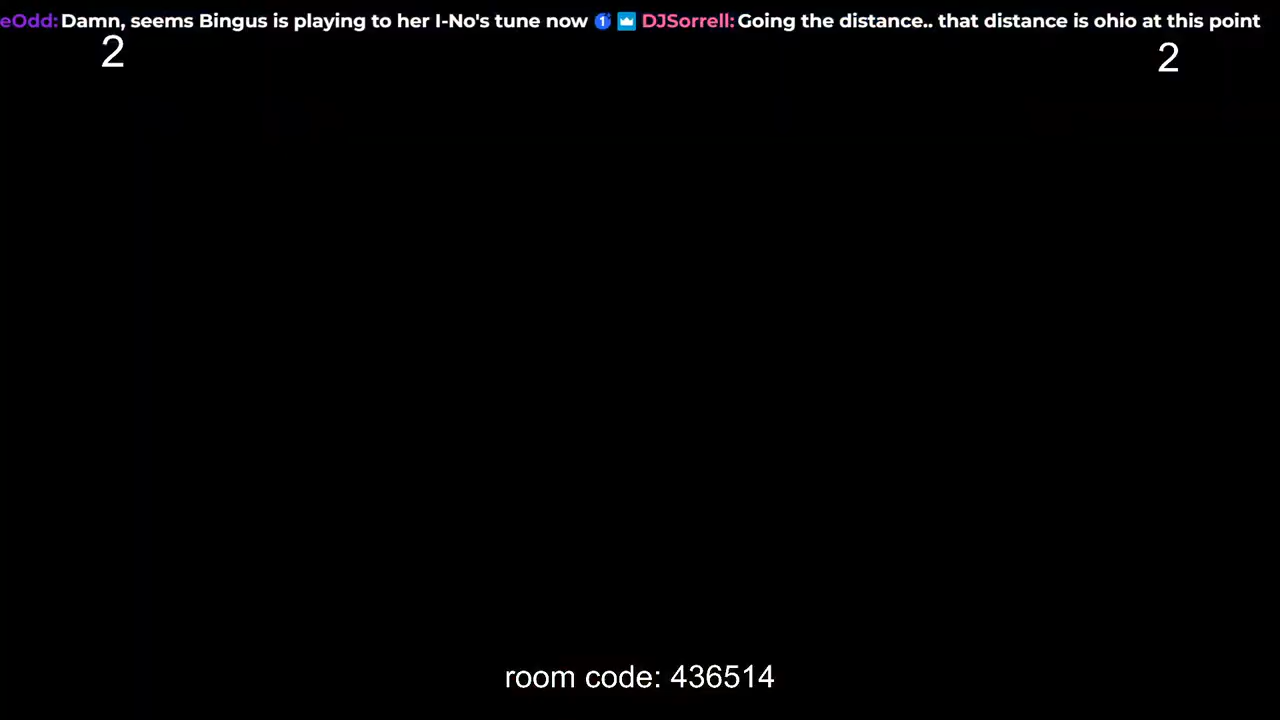 eOdd: Damn, seems Bingus is playing to her I-No's tune now 1 DJSorrell: Going the distance.. that distance is ohio at this point
2 2
room code: 436514